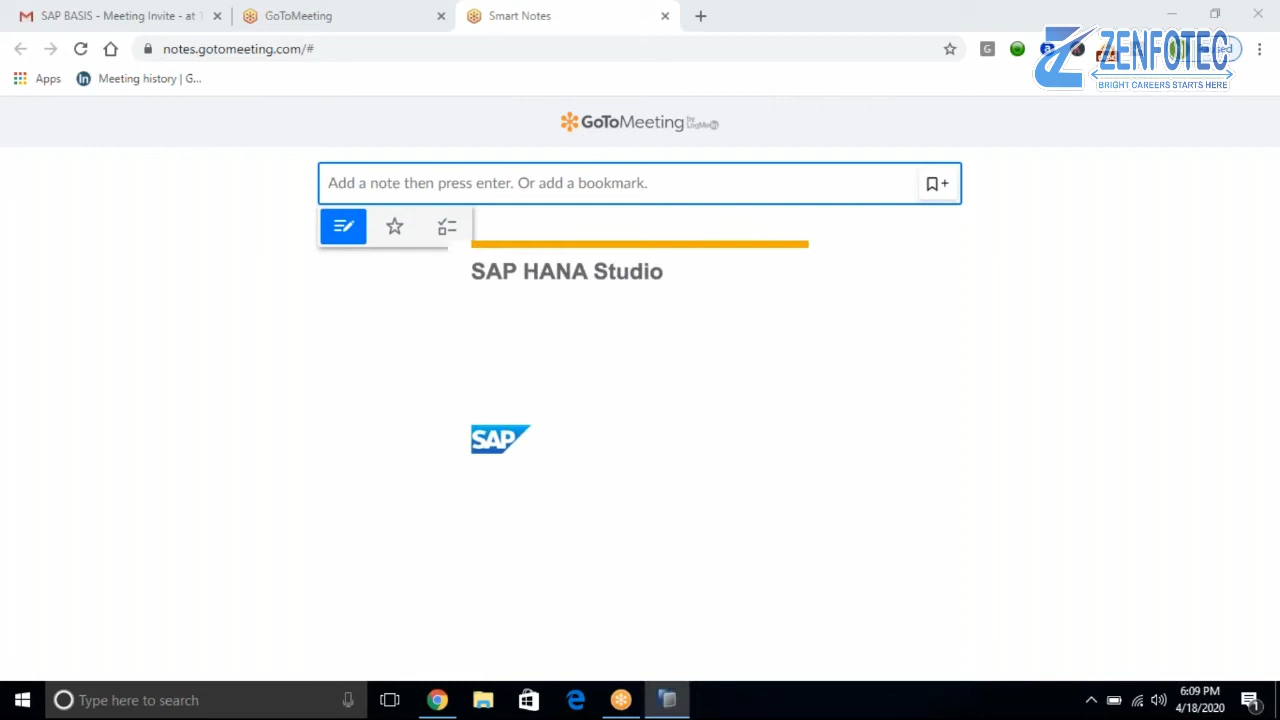 SAP BASIS - Meeting Invite - at
GoToMeeting
Smart Notes
notes.gotomeeting.com/#
Apps
Meeting history | G...
ZENFOTEC
BRIGHT CAREERS STARTS HERE
GoToMeeting by LogMeIn
Add a note then press enter. Or add a bookmark.
SAP HANA Studio
SAP
Type here to search
6:09 PM
4/18/2020